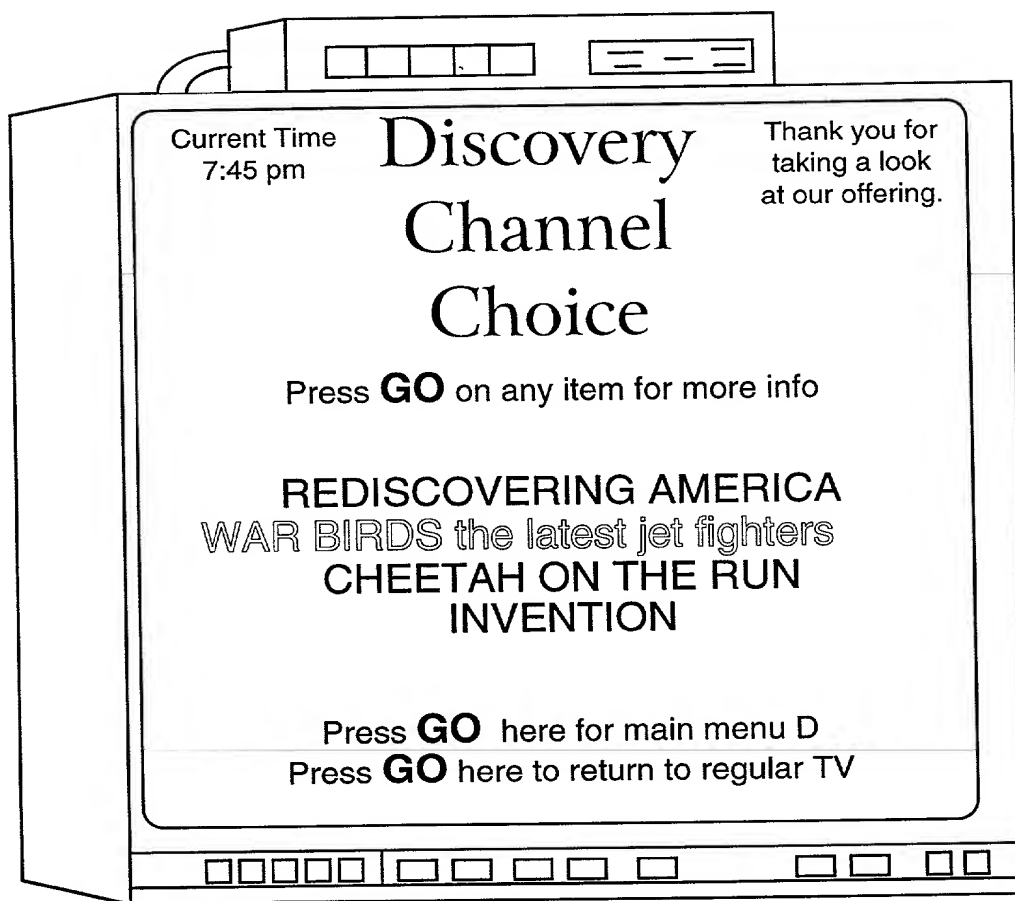 Current Time
7:45 pm
Discovery
Channel
Choice
Thank you for
taking a look
at our offering.
Press GO on any item for more info
REDISCOVERING AMERICA
WAR BIRDS the latest jet fighters
CHEETAH ON THE RUN
INVENTION
Press GO here for main menu D
Press GO here to return to regular TV